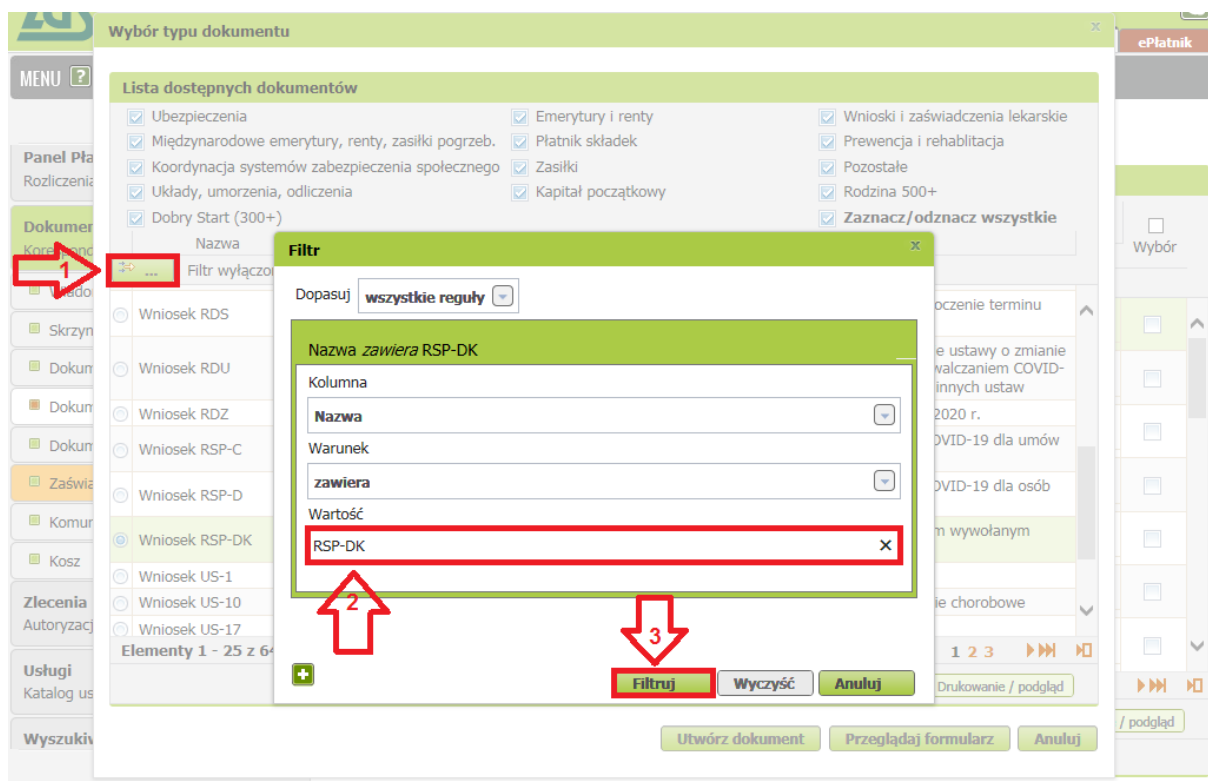 Wybór typu dokumentu x
ePłatnik
MENU ?
Lista dostępnych dokumentów
Ubezpieczenia Emerytury i renty Wnioski i zaświadczenia lekarskie
Międzynarodowe emerytury, renty, zasiłki pogrzeb. Płatnik składek Prewencja i rehabilitacja
Koordynacja systemów zabezpieczenia społecznego Zasiłki Pozostałe
Układy, umorzenia, odliczenia Kapitał początkowy Rodzina 500+
Dobry Start (300+) Zaznacz/odznacz wszystkie
Panel Pła
Rozliczenia
Dokumen
Korespond
Wiado
Skrzyn
Dokum
Dokum
Dokum
Zaświa
Komun
Kosz
Zlecenia
Autoryzacj
Usługi
Katalog us
Wyszukiw
Nazwa
1
... Filtr wyłączo
Wybór
Wniosek RDS oczenie terminu
Wniosek RDU e ustawy o zmianie
walczaniem COVID-
innych ustaw
Wniosek RDZ 2020 r.
Wniosek RSP-C OVID-19 dla umów
Wniosek RSP-D OVID-19 dla osób
Wniosek RSP-DK m wywołanym
Wniosek US-1
Wniosek US-10 ie chorobowe
Wniosek US-17
Elementy 1 - 25 z 64 1 2 3
Filtr x
Dopasuj wszystkie reguły
Nazwa zawiera RSP-DK
Kolumna
Nazwa
Warunek
zawiera
Wartość
RSP-DK ×
2
3
Filtruj Wyczyść Anuluj
Drukowanie / podgląd
/ podgląd
Utwórz dokument Przeglądaj formularz Anuluj